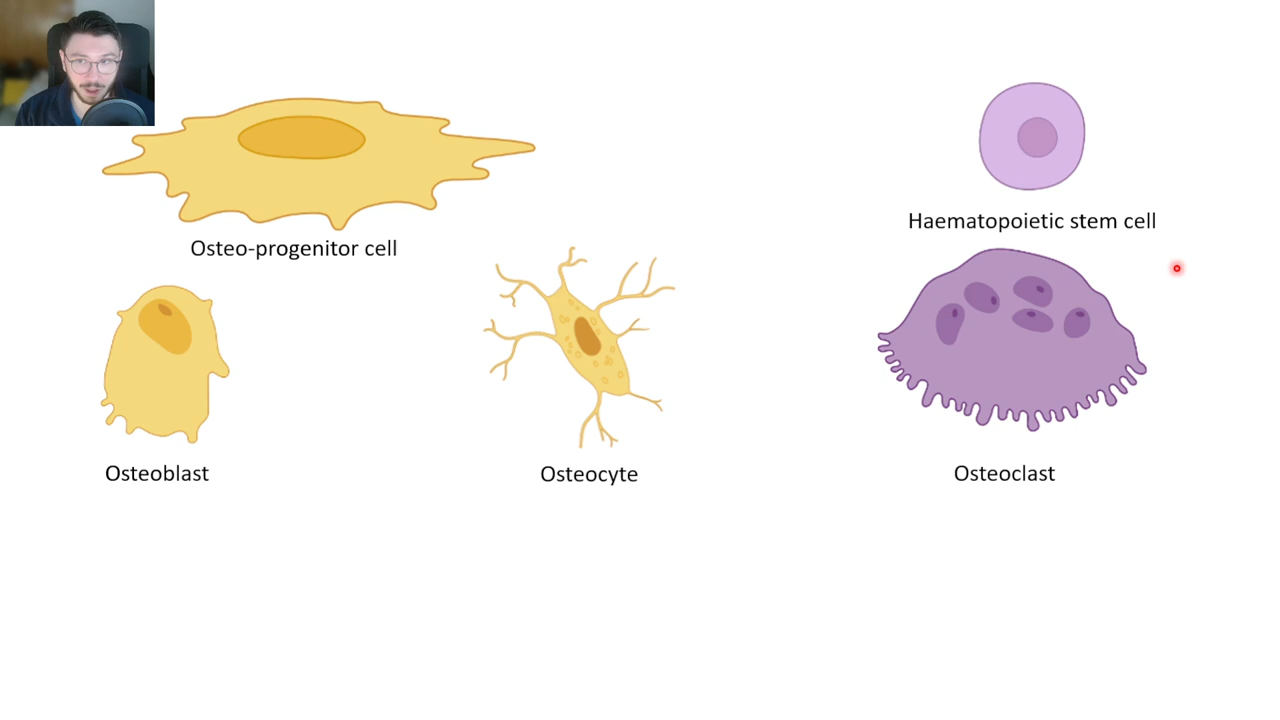 Haematopoietic stem cell
Osteo-progenitor cell
Osteoblast
Osteocyte
Osteoclast